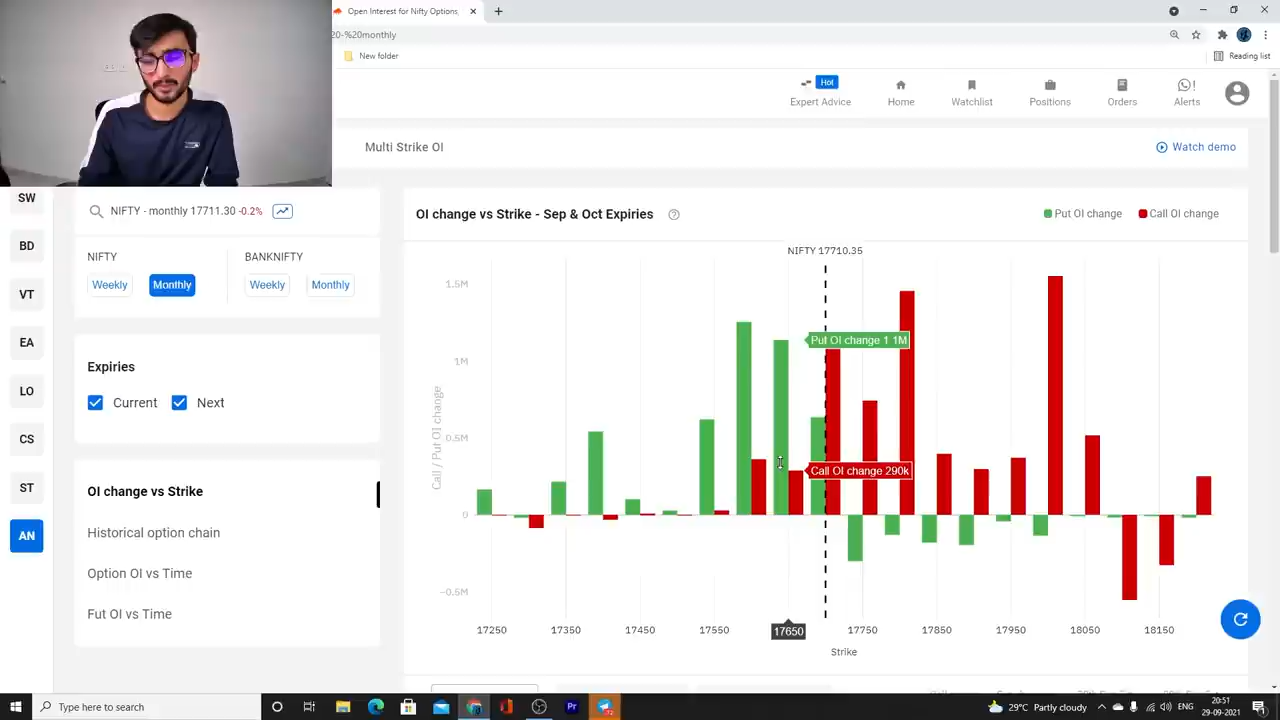 Open Interest for Nifty Options,
20-%20monthly
New folder
Reading list
Hot
Expert Advice
Home
Watchlist
Positions
Orders
Alerts
Multi Strike OI
Watch demo
SW
BD
VT
EA
LO
CS
ST
AN
NIFTY - monthly 17711.30 -0.2%
NIFTY
BANKNIFTY
Weekly
Monthly
Weekly
Monthly
Expiries
Current
Next
OI change vs Strike
Historical option chain
Option OI vs Time
Fut OI vs Time
OI change vs Strike - Sep & Oct Expiries
Put OI change
Call OI change
NIFTY 17710.35
1.5M
1M
0.5M
0
-0.5M
Call / Put OI change
Put OI change 1 1M
Call OI change 290k
17250
17350
17450
17550
17650
17750
17850
17950
18050
18150
Strike
Type here to search
29°C Partly cloudy
ENG
20:51
29-09-2021